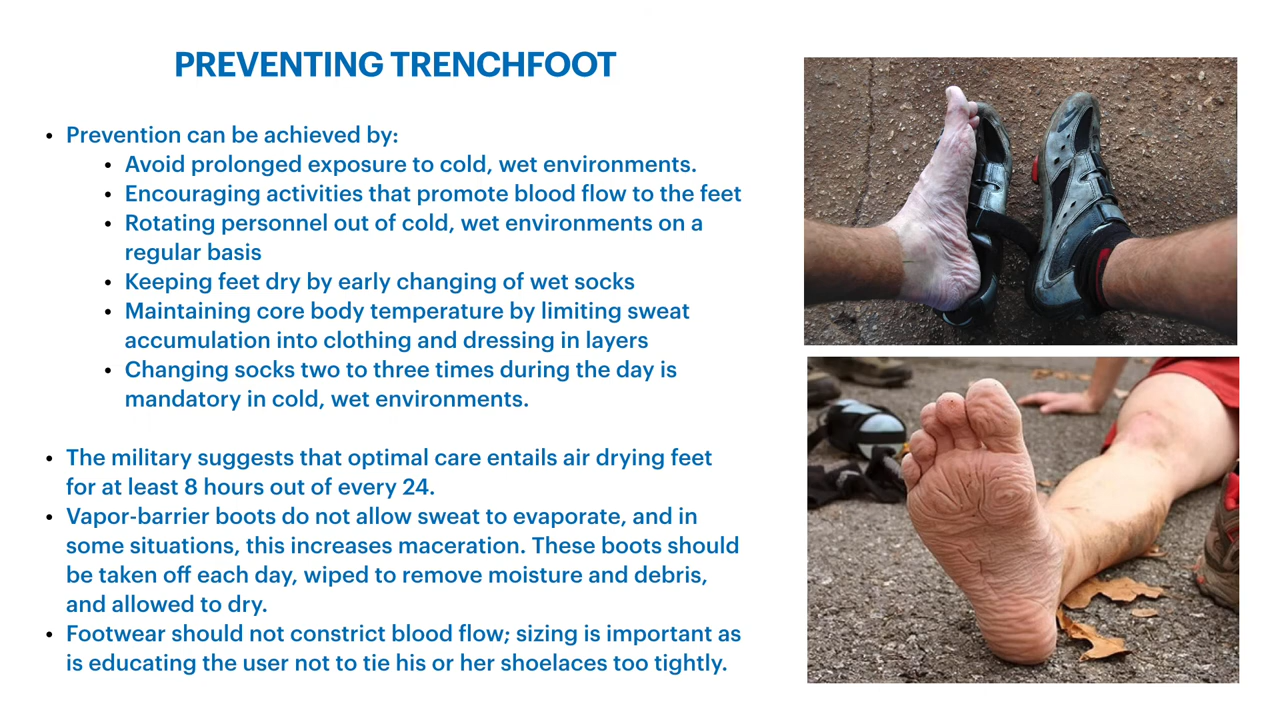 PREVENTING TRENCHFOOT
• Prevention can be achieved by:
• Avoid prolonged exposure to cold, wet environments.
• Encouraging activities that promote blood flow to the feet
• Rotating personnel out of cold, wet environments on a
regular basis
• Keeping feet dry by early changing of wet socks
• Maintaining core body temperature by limiting sweat
accumulation into clothing and dressing in layers
• Changing socks two to three times during the day is
mandatory in cold, wet environments.
• The military suggests that optimal care entails air drying feet
for at least 8 hours out of every 24.
• Vapor-barrier boots do not allow sweat to evaporate, and in
some situations, this increases maceration. These boots should
be taken off each day, wiped to remove moisture and debris,
and allowed to dry.
• Footwear should not constrict blood flow; sizing is important as
is educating the user not to tie his or her shoelaces too tightly.